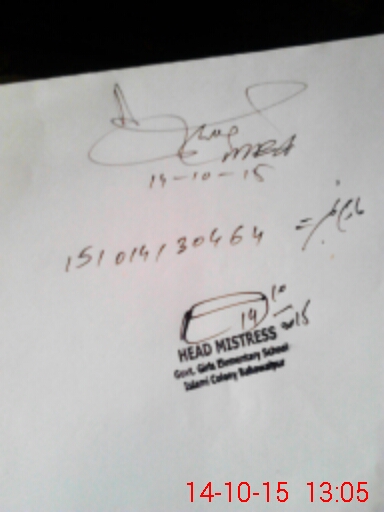 14-10-15
151014130464 =
14 10 2015
HEAD MISTRESS
Govt. Girls Elementary School
Islami Colony Bahawalpur
14-10-15 13:05